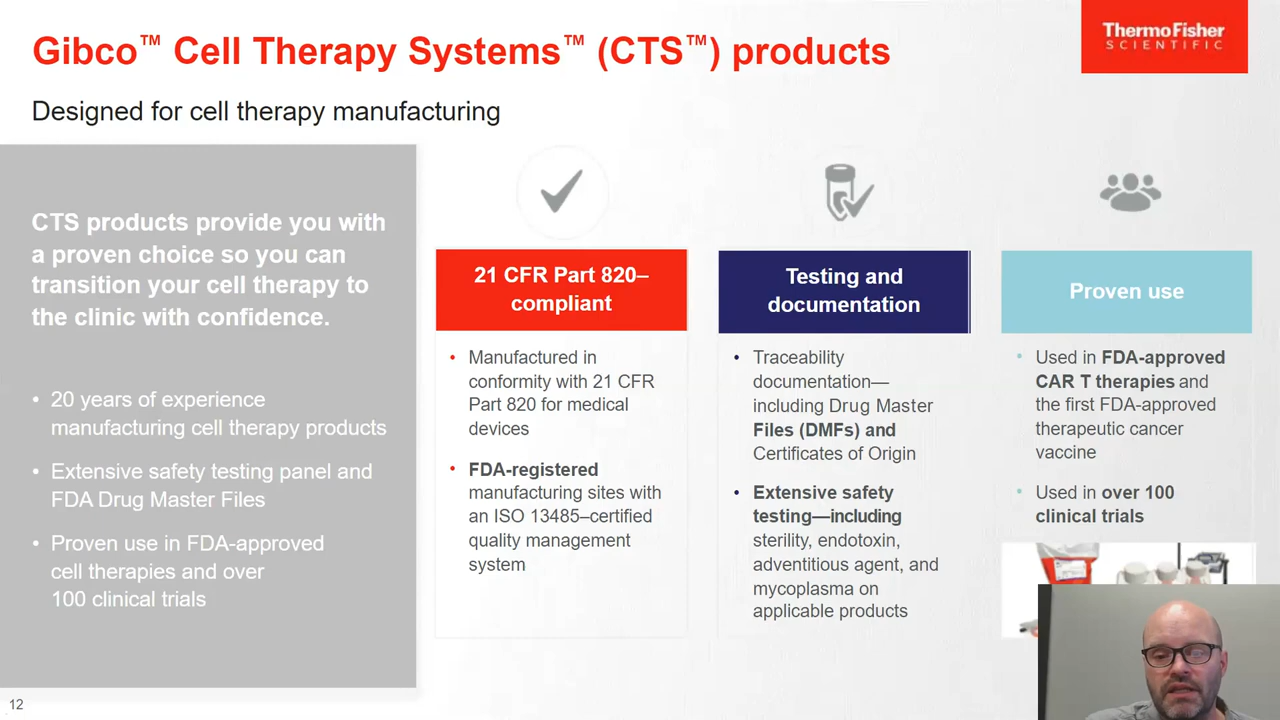 Gibco™ Cell Therapy Systems™ (CTS™) products
ThermoFisher
SCIENTIFIC
Designed for cell therapy manufacturing
CTS products provide you with
a proven choice so you can
transition your cell therapy to
the clinic with confidence.
• 20 years of experience
manufacturing cell therapy products
• Extensive safety testing panel and
FDA Drug Master Files
• Proven use in FDA-approved
cell therapies and over
100 clinical trials
21 CFR Part 820–
compliant
• Manufactured in
conformity with 21 CFR
Part 820 for medical
devices
• FDA-registered
manufacturing sites with
an ISO 13485–certified
quality management
system
Testing and
documentation
• Traceability
documentation—
including Drug Master
Files (DMFs) and
Certificates of Origin
• Extensive safety
testing—including
sterility, endotoxin,
adventitious agent, and
mycoplasma on
applicable products
Proven use
• Used in FDA-approved
CAR T therapies and
the first FDA-approved
therapeutic cancer
vaccine
• Used in over 100
clinical trials
12